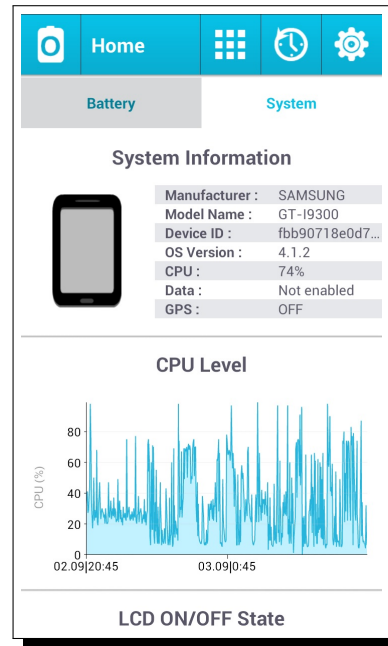 O Home
Battery System
System Information
Manufacturer : SAMSUNG
Model Name : GT-I9300
Device ID : fbb90718e0d7...
OS Version : 4.1.2
CPU : 74%
Data : Not enabled
GPS : OFF
CPU Level
CPU (%)
80
60
40
20
0
02.09|20:45 03.09|0:45
LCD ON/OFF State